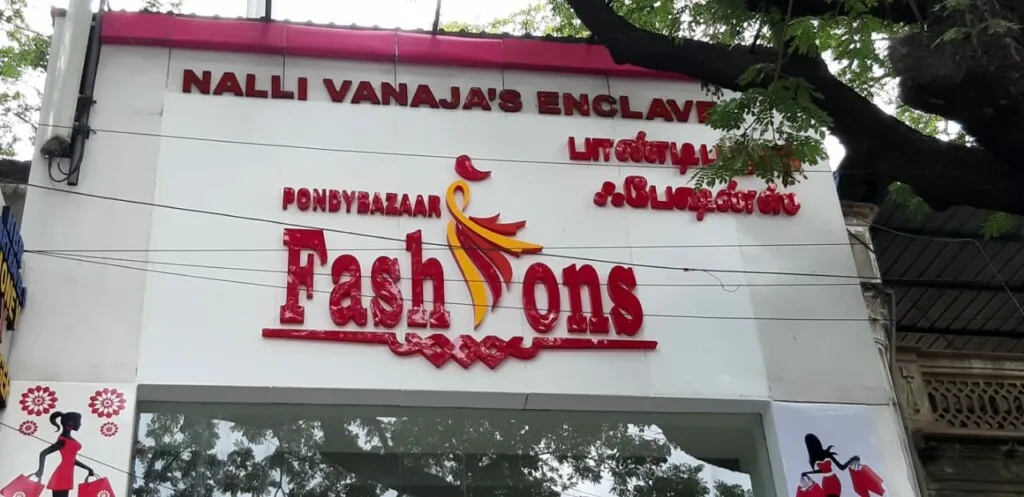 NALLI VANAJA'S ENCLAVE
ஃபேஷன்ஸ்
PONDYBAZAAR
Fashions